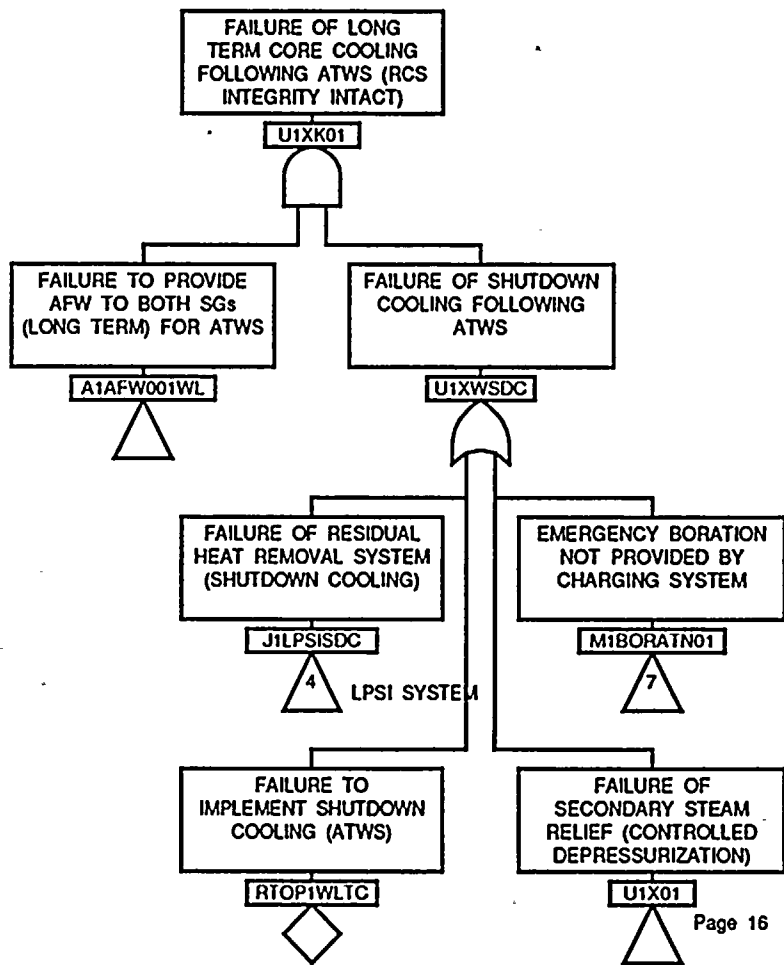 FAILURE OF LONG
TERM CORE COOLING
FOLLOWING ATWS (RCS
INTEGRITY INTACT)
U1XK01
FAILURE TO PROVIDE
AFW TO BOTH SGs
(LONG TERM) FOR ATWS
A1AFW001WL
FAILURE OF SHUTDOWN
COOLING FOLLOWING
ATWS
U1XWSDC
FAILURE OF RESIDUAL
HEAT REMOVAL SYSTEM
(SHUTDOWN COOLING)
J1LPSISDC
4
LPSI SYSTEM
EMERGENCY BORATION
NOT PROVIDED BY
CHARGING SYSTEM
M1BORATN01
7
FAILURE TO
IMPLEMENT SHUTDOWN
COOLING (ATWS)
RTOP1WLTC
FAILURE OF
SECONDARY STEAM
RELIEF (CONTROLLED
DEPRESSURIZATION)
U1X01
Page 16